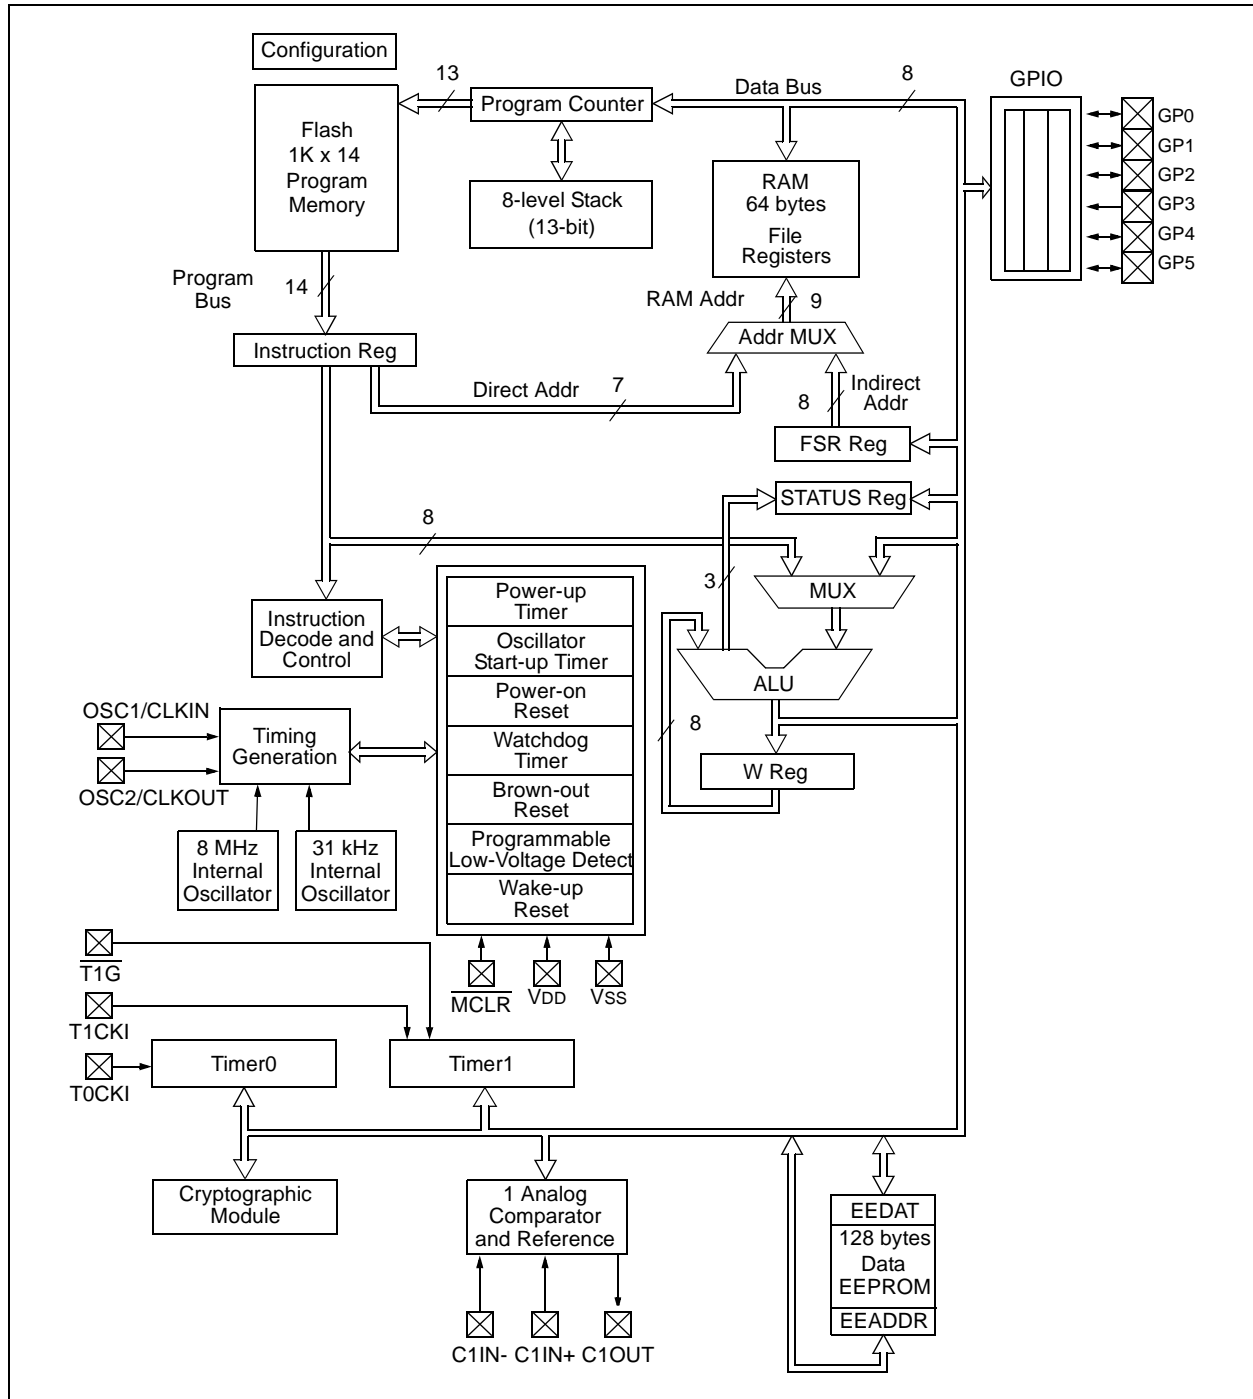 Configuration
13
Program Counter
Data Bus
8
GPIO
Flash
1K x 14
Program
Memory
8-level Stack
(13-bit)
RAM
64 bytes
File
Registers
GP0
GP1
GP2
GP3
GP4
GP5
Program
Bus
14
RAM Addr
9
Addr MUX
Instruction Reg
Direct Addr
7
8
Indirect
Addr
FSR Reg
STATUS Reg
8
3
MUX
Instruction
Decode and
Control
Power-up
Timer
Oscillator
Start-up Timer
Power-on
Reset
Watchdog
Timer
Brown-out
Reset
Programmable
Low-Voltage Detect
Wake-up
Reset
ALU
8
W Reg
OSC1/CLKIN
Timing
Generation
OSC2/CLKOUT
8 MHz
Internal
Oscillator
31 kHz
Internal
Oscillator
T1G
MCLR
VDD
VSS
T1CKI
T0CKI
Timer0
Timer1
Cryptographic
Module
1 Analog
Comparator
and Reference
EEDAT
128 bytes
Data
EEPROM
EEADDR
C1IN- C1IN+ C1OUT